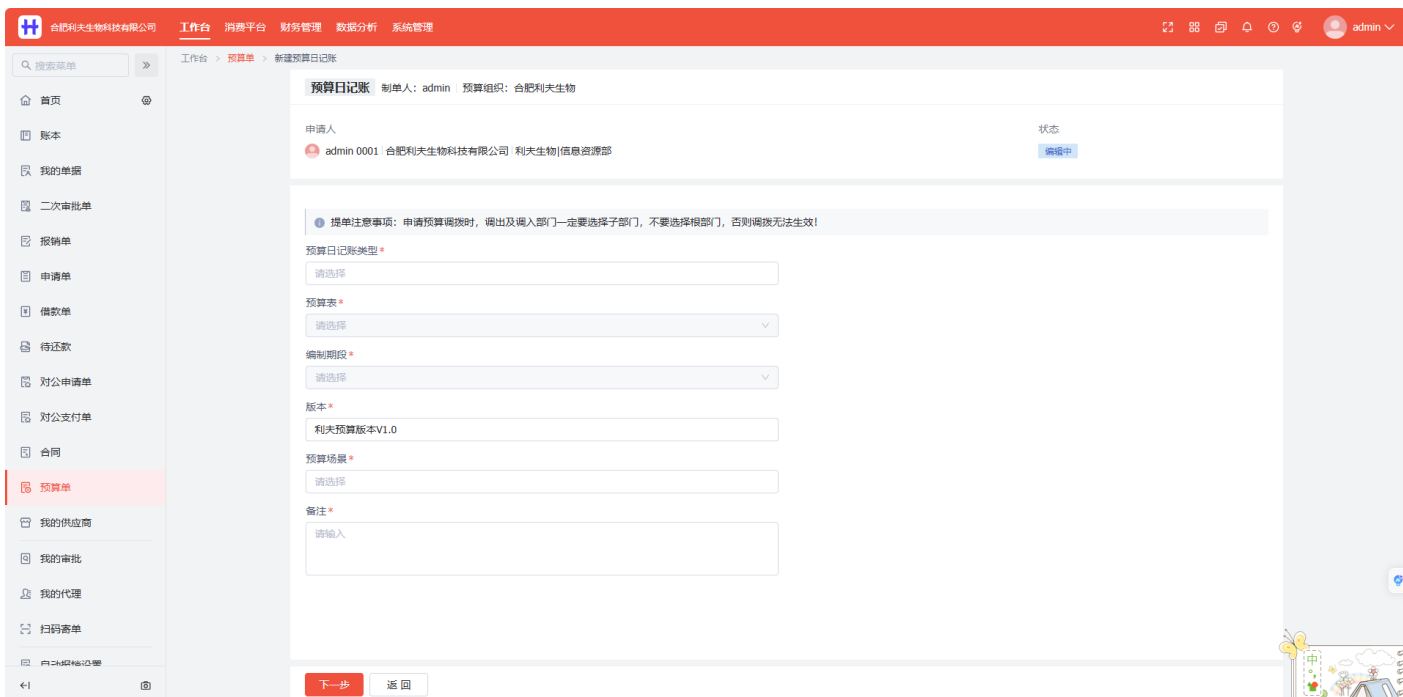 合肥利夫生物科技有限公司 工作台 消费平台 财务管理 数据分析 系统管理 admin
搜索菜单
工作台 > 预算单 > 新建预算日记账
首页
账本
我的单据
二次审批单
报销单
申请单
借款单
待还款
对公申请单
对公支付单
合同
预算单
我的供应商
我的审批
我的代理
扫码寄单
自动报销设置
预算日记账 制单人：admin 预算组织：合肥利夫生物
申请人 状态
admin 0001 合肥利夫生物科技有限公司 利夫生物|信息资源部 编辑中
提单注意事项：申请预算调拨时，调出及调入部门一定要选择子部门，不要选择根部门，否则调拨无法生效！
预算日记账类型*
请选择
预算表*
请选择
编制期段*
请选择
版本*
利夫预算版本V1.0
预算场景*
请选择
备注*
请输入
下一步 返 回
中